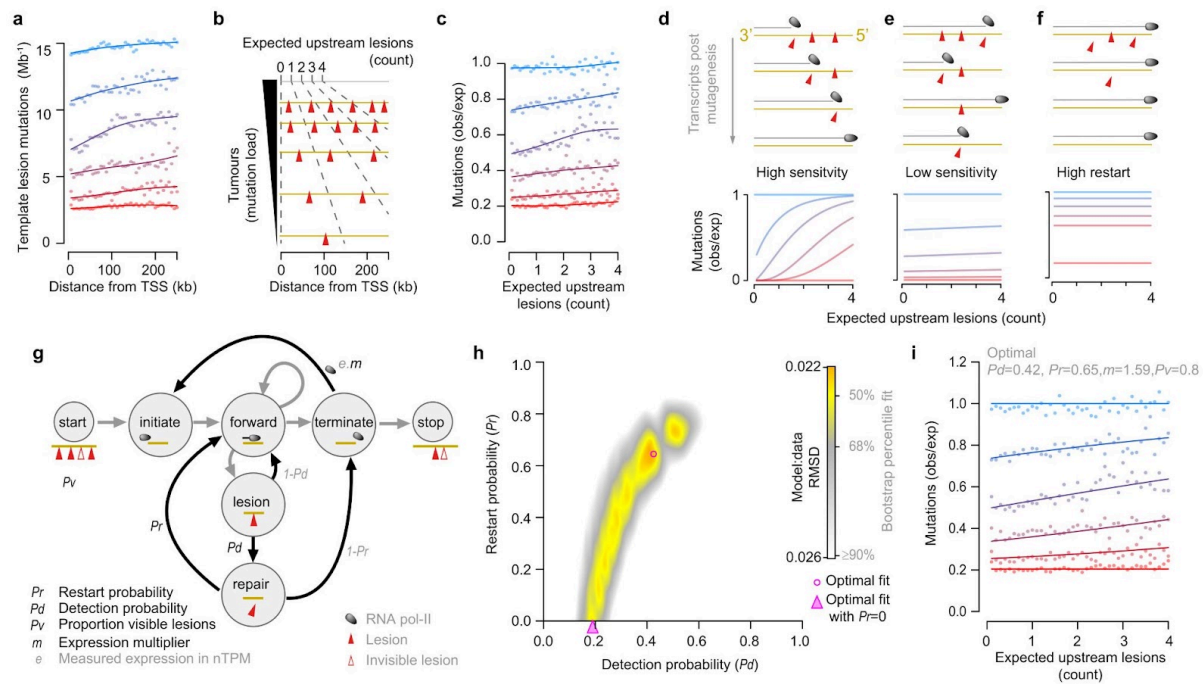 a
Template lesion mutations (Mb-1)
15
10
5
0
0 100 200
Distance from TSS (kb)
b
Expected upstream lesions
(count)
0 1 2 3 4
Tumours
(mutation load)
0 100 200
Distance from TSS (kb)
c
Mutations (obs/exp)
1.0
0.8
0.6
0.4
0.2
0.0
0 1 2 3 4
Expected upstream
lesions (count)
d
3’ 5’
Transcripts post
mutagenesis
High sensitivity
Mutations
(obs/exp)
1
0
0 4
e
Low sensitivity
1
0
0 4
f
High restart
1
0
0 4
Expected upstream lesions (count)
g
e.m
start
initiate
forward
terminate
stop
Pv
1-Pd
lesion
Pr
Pd
1-Pr
repair
Pr Restart probability
Pd Detection probability
Pv Proportion visible lesions
m Expression multiplier
e Measured expression in nTPM
RNA pol-II
Lesion
Invisible lesion
h
Restart probability (Pr)
1.0
0.8
0.6
0.4
0.2
0.0
0.0 0.2 0.4 0.6 0.8 1.0
Detection probability (Pd)
0.022
50%
68%
≥90%
0.026
Model:data
RMSD
Bootstrap percentile fit
Optimal fit
Optimal fit
with Pr=0
i
Optimal
Pd=0.42, Pr=0.65,m=1.59,Pv=0.8
Mutations (obs/exp)
1.2
1.0
0.8
0.6
0.4
0.2
0.0
0 1 2 3 4
Expected upstream lesions
(count)